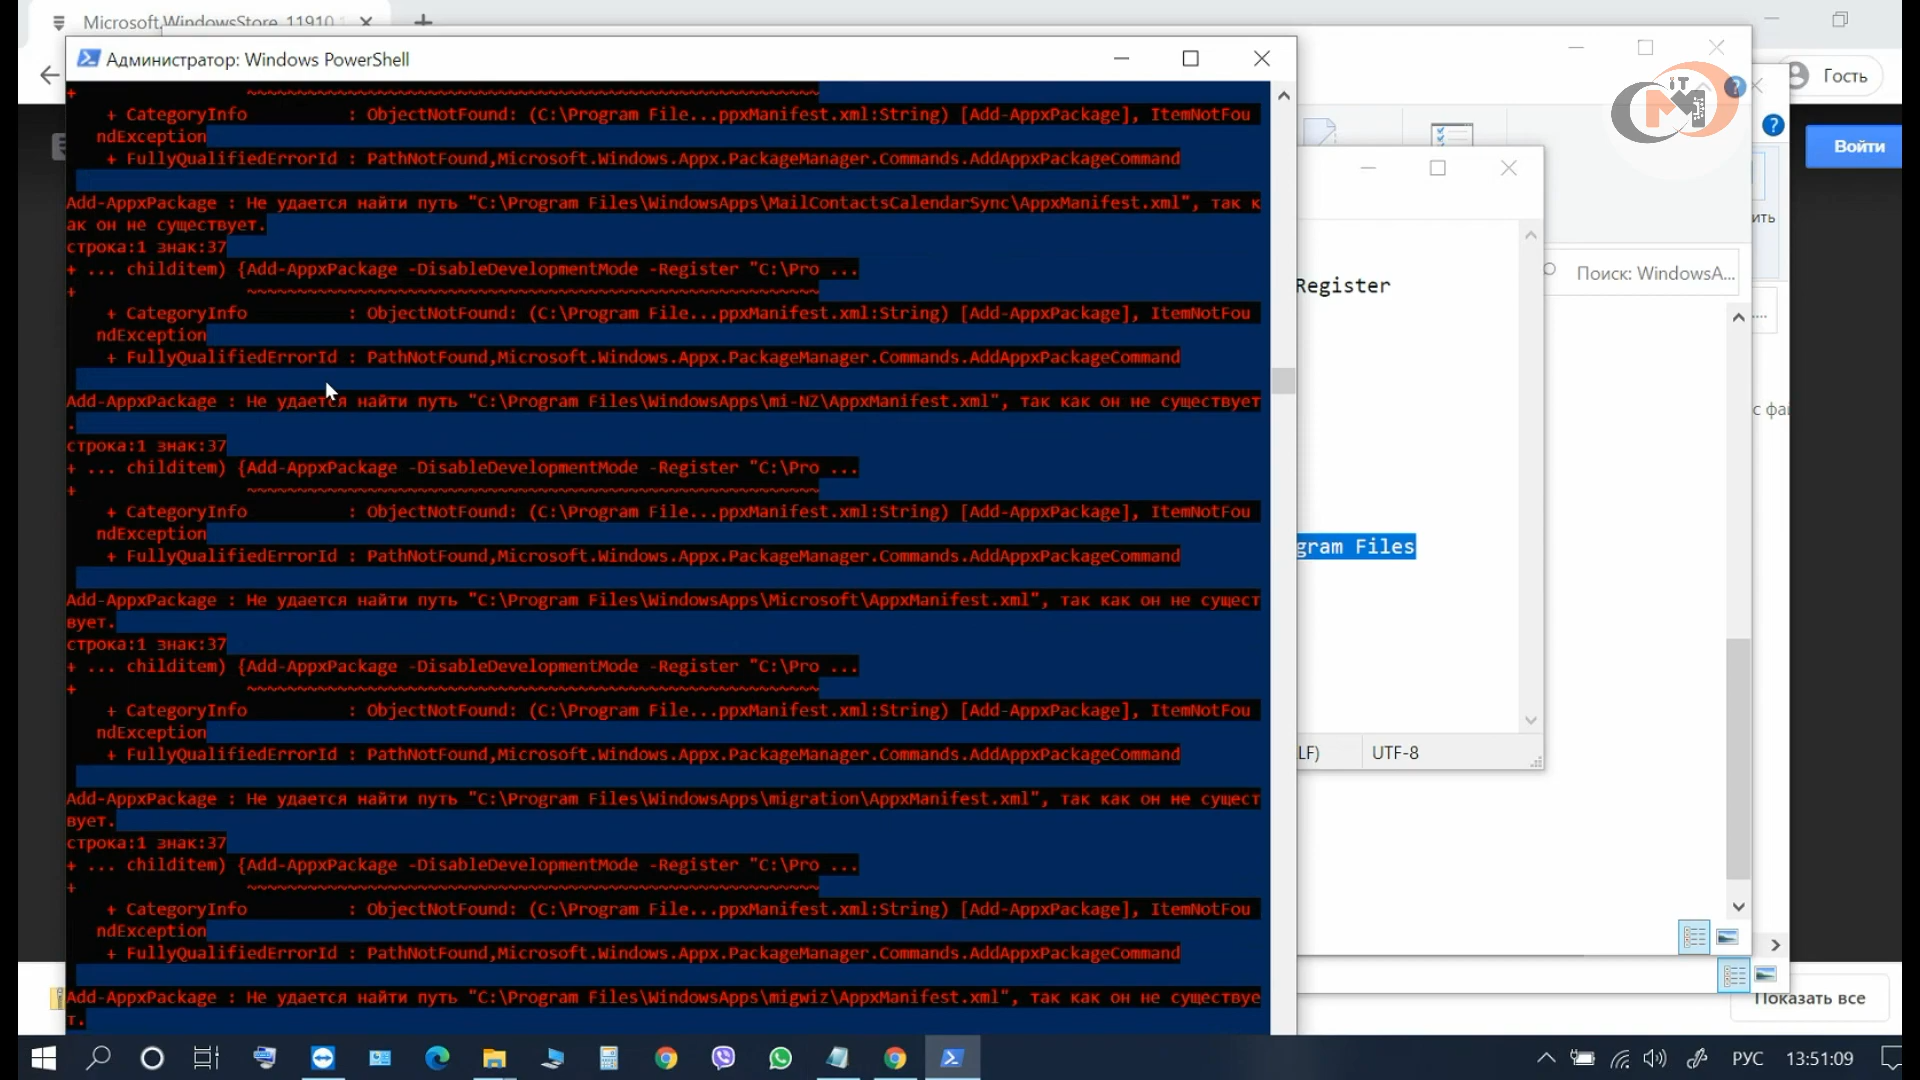 Microsoft.WindowsStore_11910.1
Администратор: Windows PowerShell
Гость
Войти
+ ~~~~~~~~~~~~~~~~~~~~~~~~~~~~~~~~~~~~~~~~~~~~~~~~~~~~~~~~~
+ CategoryInfo : ObjectNotFound: (C:\Program File...ppxManifest.xml:String) [Add-AppxPackage], ItemNotFou
ndException
+ FullyQualifiedErrorId : PathNotFound,Microsoft.Windows.Appx.PackageManager.Commands.AddAppxPackageCommand
Add-AppxPackage : Не удается найти путь "C:\Program Files\WindowsApps\MailContactsCalendarSync\AppxManifest.xml", так к
ак он не существует.
строка:1 знак:37
+ ... childitem) {Add-AppxPackage -DisableDevelopmentMode -Register "C:\Pro ...
+ ~~~~~~~~~~~~~~~~~~~~~~~~~~~~~~~~~~~~~~~~~~~~~~~~~~~~~~~~~
+ CategoryInfo : ObjectNotFound: (C:\Program File...ppxManifest.xml:String) [Add-AppxPackage], ItemNotFou
ndException
+ FullyQualifiedErrorId : PathNotFound,Microsoft.Windows.Appx.PackageManager.Commands.AddAppxPackageCommand
Add-AppxPackage : Не удается найти путь "C:\Program Files\WindowsApps\mi-NZ\AppxManifest.xml", так как он не существует
.
строка:1 знак:37
+ ... childitem) {Add-AppxPackage -DisableDevelopmentMode -Register "C:\Pro ...
+ ~~~~~~~~~~~~~~~~~~~~~~~~~~~~~~~~~~~~~~~~~~~~~~~~~~~~~~~~~
+ CategoryInfo : ObjectNotFound: (C:\Program File...ppxManifest.xml:String) [Add-AppxPackage], ItemNotFou
ndException
+ FullyQualifiedErrorId : PathNotFound,Microsoft.Windows.Appx.PackageManager.Commands.AddAppxPackageCommand
Add-AppxPackage : Не удается найти путь "C:\Program Files\WindowsApps\Microsoft\AppxManifest.xml", так как он не сущест
вует.
строка:1 знак:37
+ ... childitem) {Add-AppxPackage -DisableDevelopmentMode -Register "C:\Pro ...
+ ~~~~~~~~~~~~~~~~~~~~~~~~~~~~~~~~~~~~~~~~~~~~~~~~~~~~~~~~~
+ CategoryInfo : ObjectNotFound: (C:\Program File...ppxManifest.xml:String) [Add-AppxPackage], ItemNotFou
ndException
+ FullyQualifiedErrorId : PathNotFound,Microsoft.Windows.Appx.PackageManager.Commands.AddAppxPackageCommand
Add-AppxPackage : Не удается найти путь "C:\Program Files\WindowsApps\migration\AppxManifest.xml", так как он не сущест
вует.
строка:1 знак:37
+ ... childitem) {Add-AppxPackage -DisableDevelopmentMode -Register "C:\Pro ...
+ ~~~~~~~~~~~~~~~~~~~~~~~~~~~~~~~~~~~~~~~~~~~~~~~~~~~~~~~~~
+ CategoryInfo : ObjectNotFound: (C:\Program File...ppxManifest.xml:String) [Add-AppxPackage], ItemNotFou
ndException
+ FullyQualifiedErrorId : PathNotFound,Microsoft.Windows.Appx.PackageManager.Commands.AddAppxPackageCommand
Add-AppxPackage : Не удается найти путь "C:\Program Files\WindowsApps\migwiz\AppxManifest.xml", так как он не существуе
т.
iT
ить
Поиск: WindowsA...
Register
с фай
gram Files
LF) UTF-8
Показать все
РУС 13:51:09